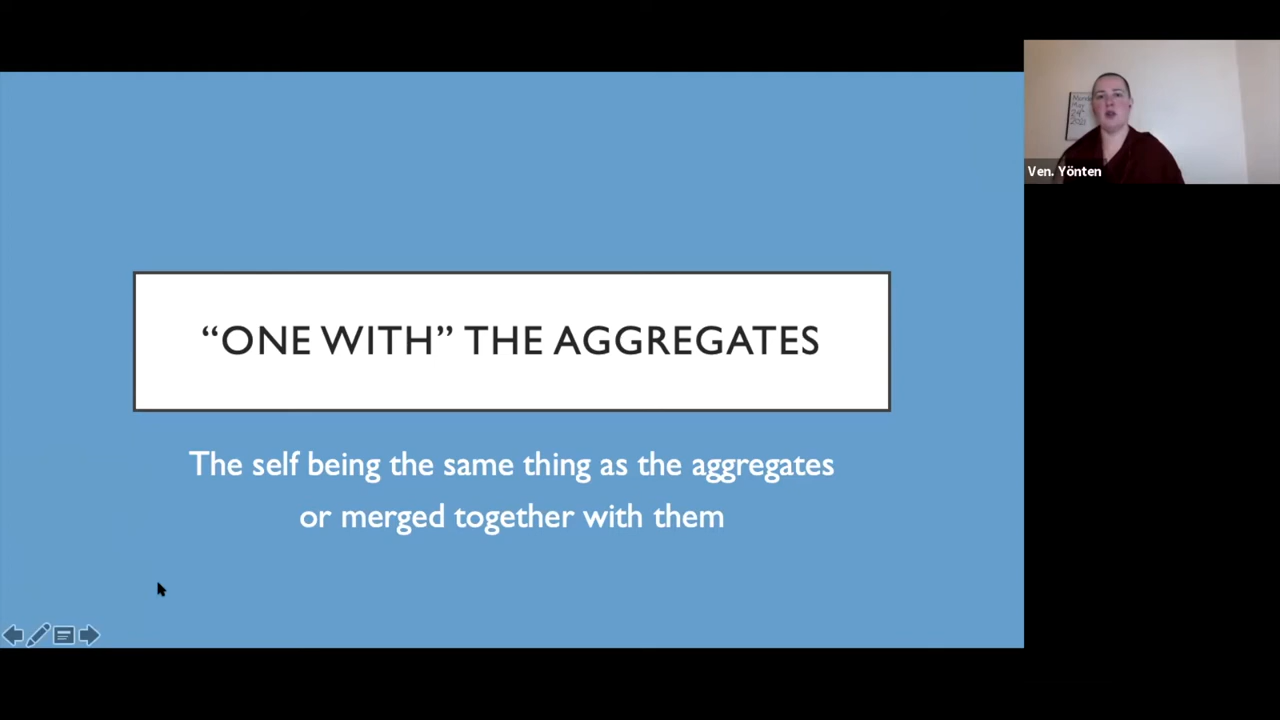 “ONE WITH” THE AGGREGATES
The self being the same thing as the aggregates
or merged together with them
Ven. Yönten